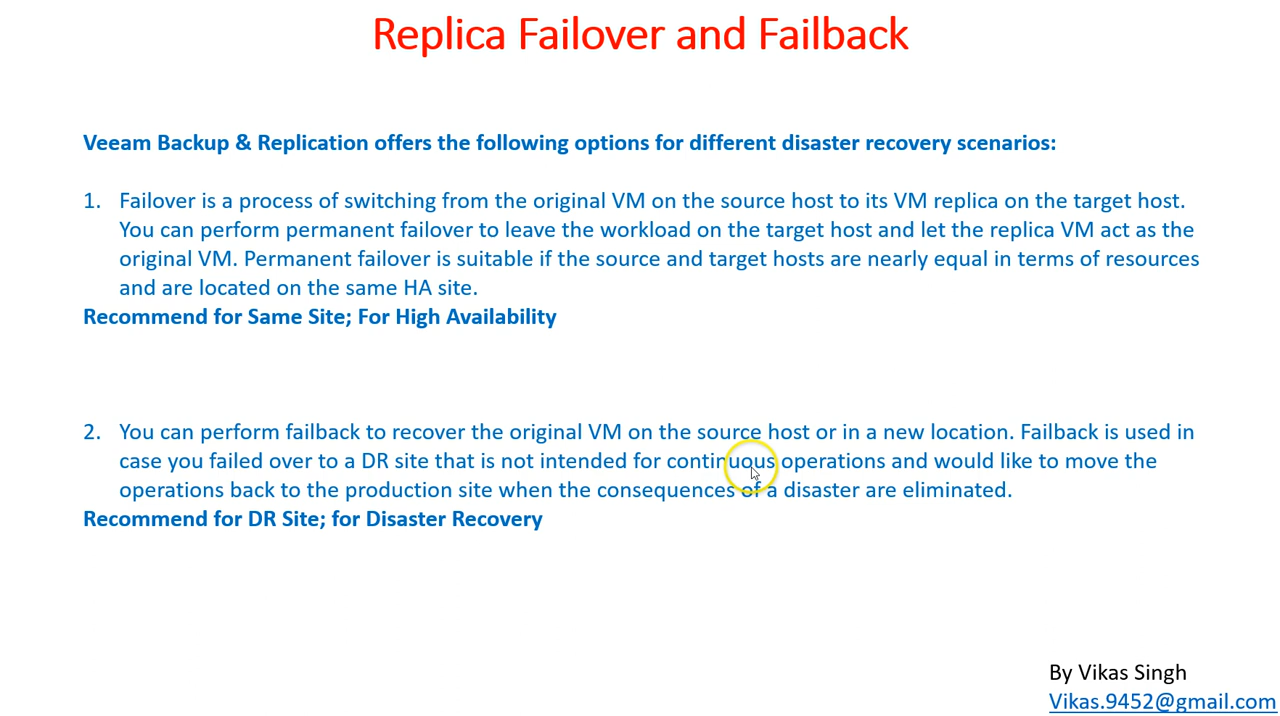 Replica Failover and Failback
Veeam Backup & Replication offers the following options for different disaster recovery scenarios:
1. Failover is a process of switching from the original VM on the source host to its VM replica on the target host.
You can perform permanent failover to leave the workload on the target host and let the replica VM act as the
original VM. Permanent failover is suitable if the source and target hosts are nearly equal in terms of resources
and are located on the same HA site.
Recommend for Same Site; For High Availability
2. You can perform failback to recover the original VM on the source host or in a new location. Failback is used in
case you failed over to a DR site that is not intended for continuous operations and would like to move the
operations back to the production site when the consequences of a disaster are eliminated.
Recommend for DR Site; for Disaster Recovery
By Vikas Singh
Vikas.9452@gmail.com